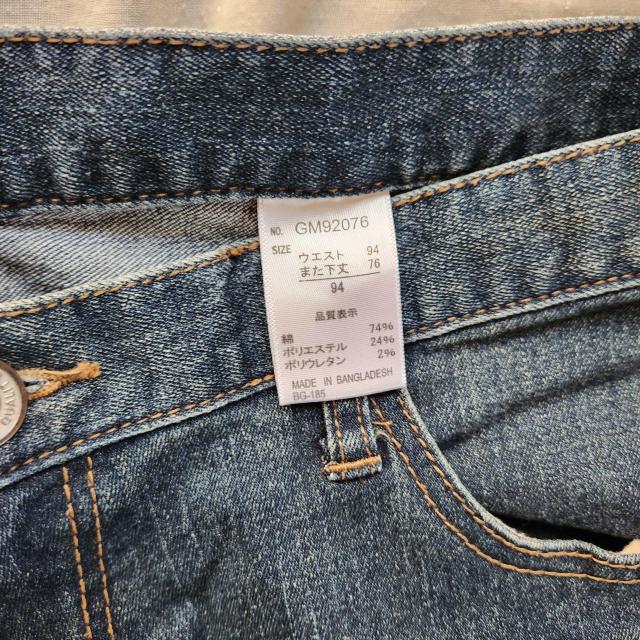 NO. GM92076
SIZE
ウエスト 94
また下丈 76
94
品質表示
綿 74%
ポリエステル 24%
ポリウレタン 2%
MADE IN BANGLADESH
BG-185